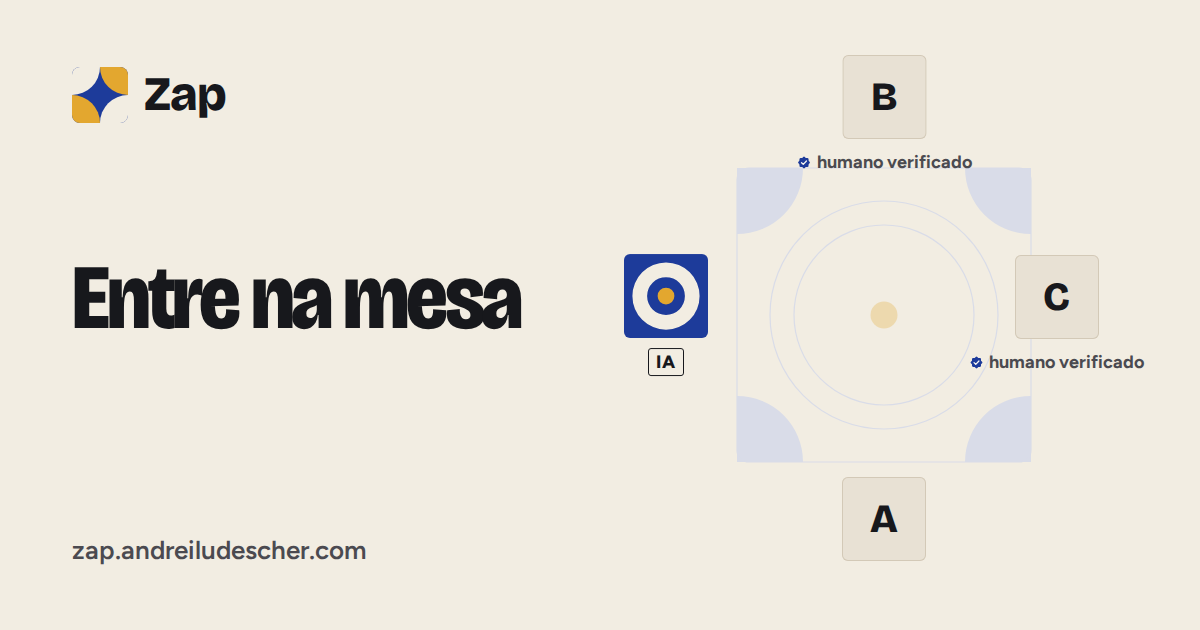 Zap
Entre na mesa
zap.andreiludescher.com
B
humano verificado
IA
C
humano verificado
A